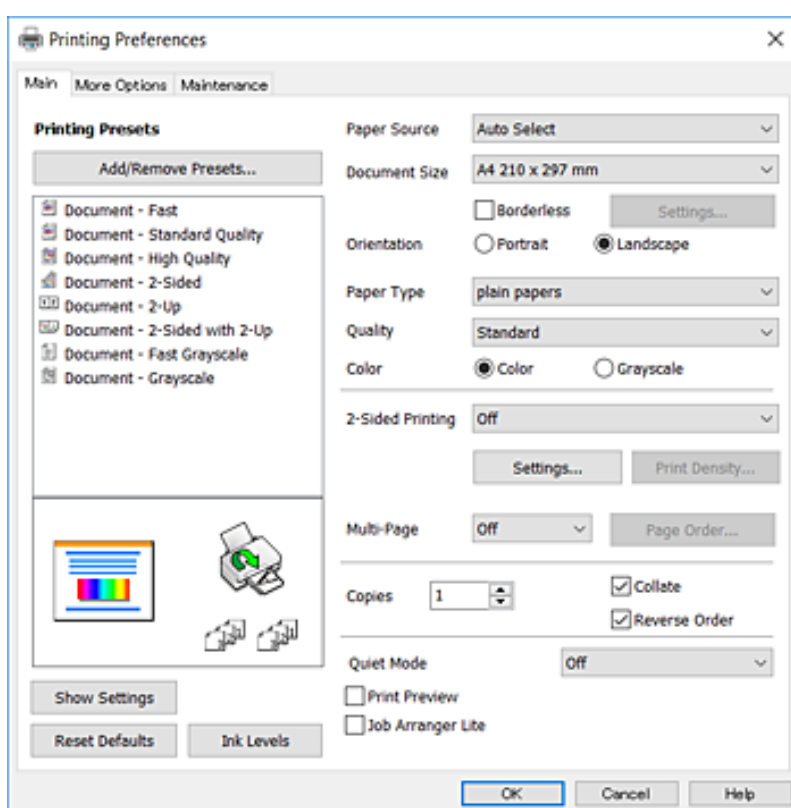 Printing Preferences
Main More Options Maintenance
Printing Presets
Add/Remove Presets...
Document - Fast
Document - Standard Quality
Document - High Quality
Document - 2-Sided
Document - 2-Up
Document - 2-Sided with 2-Up
Document - Fast Grayscale
Document - Grayscale
Show Settings
Reset Defaults Ink Levels
Paper Source Auto Select
Document Size A4 210 x 297 mm
Borderless Settings...
Orientation Portrait Landscape
Paper Type plain papers
Quality Standard
Color Color Grayscale
2-Sided Printing Off
Settings... Print Density...
Multi-Page Off Page Order...
Copies 1 Collate
Reverse Order
Quiet Mode Off
Print Preview
Job Arranger Lite
OK Cancel Help